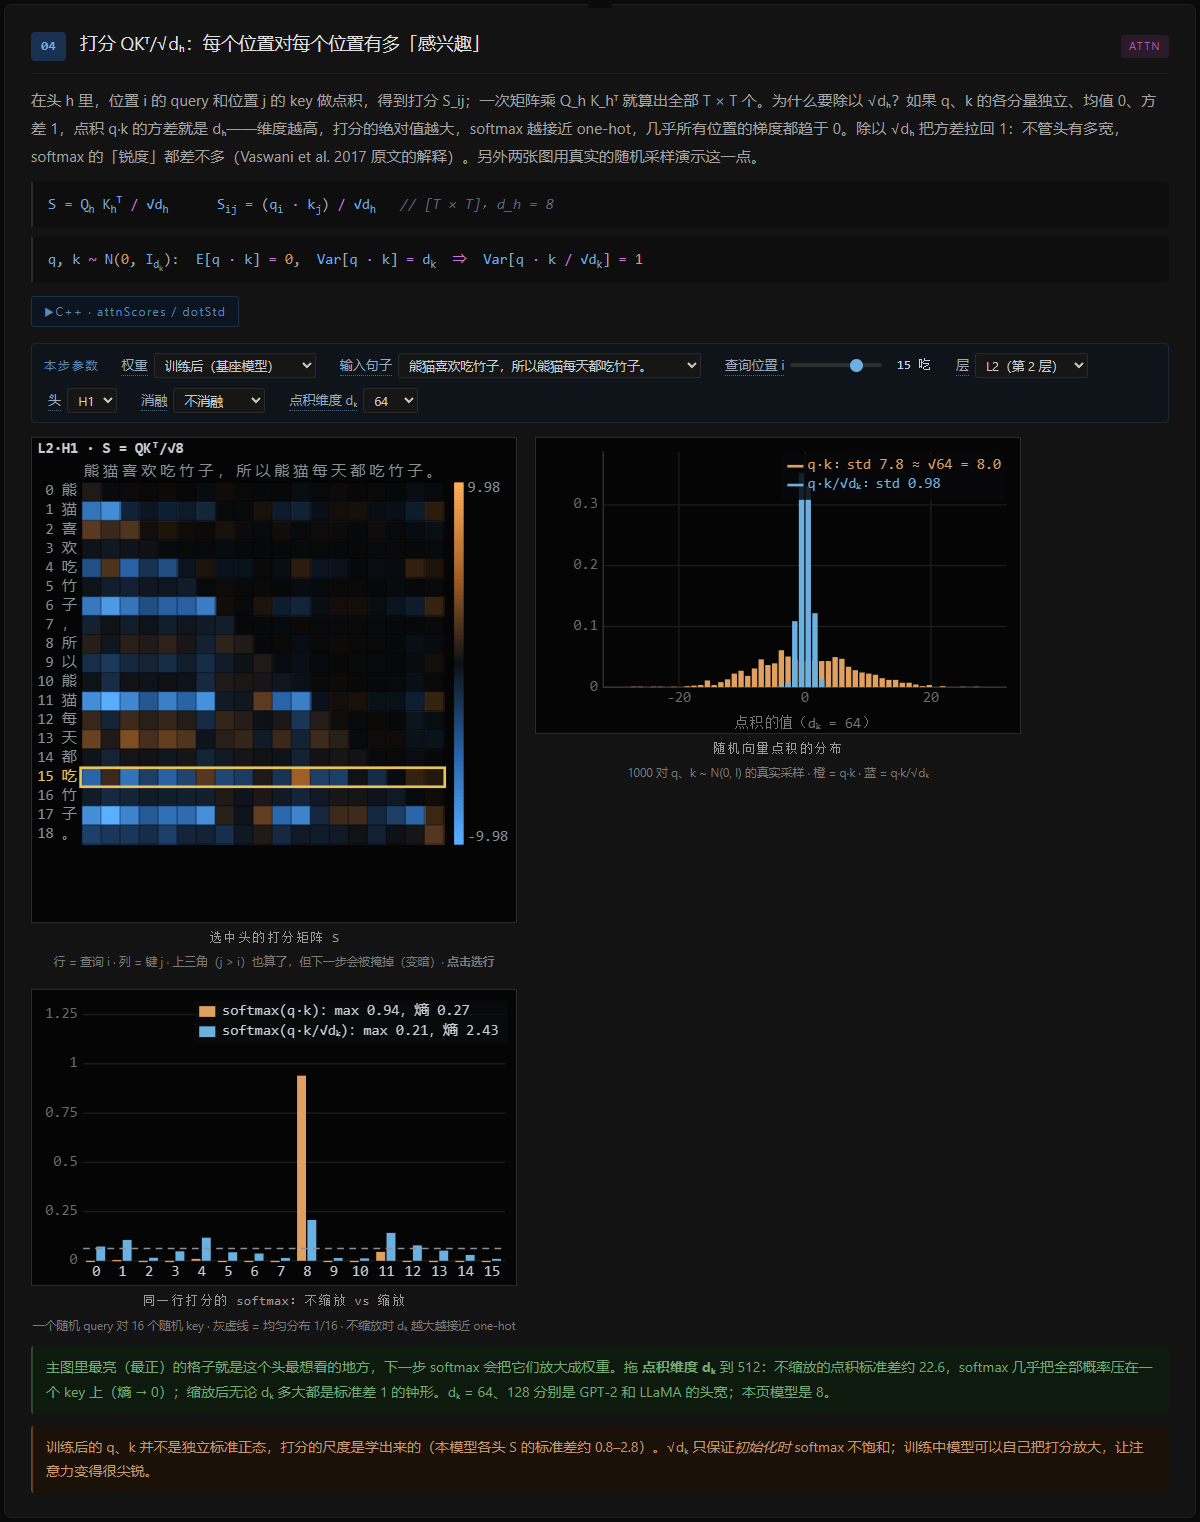 04 打分 QKᵀ/√dₕ：每个位置对每个位置有多「感兴趣」 ATTN
在头 h 里，位置 i 的 query 和位置 j 的 key 做点积，得到打分 S_ij；一次矩阵乘 Q_h K_hᵀ 就算出全部 T × T 个。为什么要除以 √dₕ？如果 q、k 的各分量独立、均值 0、方
差 1，点积 q·k 的方差就是 dₕ——维度越高，打分的绝对值越大，softmax 越接近 one-hot，几乎所有位置的梯度都趋于 0。除以 √dₕ 把方差拉回 1：不管头有多宽，
softmax 的「锐度」都差不多（Vaswani et al. 2017 原文的解释）。另外两张图用真实的随机采样演示这一点。
S = Qₕ Kₕᵀ / √dₕ S_ij = (q_i · k_j) / √dₕ // [T × T]，d_h = 8
q, k ~ N(0, I_dₖ): E[q · k] = 0, Var[q · k] = dₖ ⇒ Var[q · k / √dₖ] = 1
▶C++ · attnScores / dotStd
本步参数 权重 训练后（基座模型） 输入句子 熊猫喜欢吃竹子，所以熊猫每天都吃竹子。 查询位置 i 15 吃 层 L2（第 2 层）
头 H1 消融 不消融 点积维度 dₖ 64
L2·H1 · S = QKᵀ/√8
熊猫喜欢吃竹子，所以熊猫每天都吃竹子。
0 熊
1 猫
2 喜
3 欢
4 吃
5 竹
6 子
7 ，
8 所
9 以
10 熊
11 猫
12 每
13 天
14 都
15 吃
16 竹
17 子
18 。
9.98
-9.98
选中头的打分矩阵 S
行 = 查询 i · 列 = 键 j · 上三角（j > i）也算了，但下一步会被掩掉（变暗）· 点击选行
q·k：std 7.8 ≈ √64 = 8.0
q·k/√dₖ：std 0.98
0.3
0.2
0.1
0
-20 0 20
点积的值（dₖ = 64）
随机向量点积的分布
1000 对 q、k ~ N(0, I) 的真实采样 · 橙 = q·k · 蓝 = q·k/√dₖ
softmax(q·k)：max 0.94，熵 0.27
softmax(q·k/√dₖ)：max 0.21，熵 2.43
1.25
1
0.75
0.5
0.25
0
0 1 2 3 4 5 6 7 8 9 10 11 12 13 14 15
同一行打分的 softmax：不缩放 vs 缩放
一个随机 query 对 16 个随机 key · 灰虚线 = 均匀分布 1/16 · 不缩放时 dₖ 越大越接近 one-hot
主图里最亮（最正）的格子就是这个头最想看的地方，下一步 softmax 会把它们放大成权重。拖 点积维度 dₖ 到 512：不缩放的点积标准差约 22.6，softmax 几乎把全部概率压在一
个 key 上（熵 → 0）；缩放后无论 dₖ 多大都是标准差 1 的钟形。dₖ = 64、128 分别是 GPT-2 和 LLaMA 的头宽；本页模型是 8。
训练后的 q、k 并不是独立标准正态，打分的尺度是学出来的（本模型各头 S 的标准差约 0.8–2.8）。√dₖ 只保证初始化时 softmax 不饱和；训练中模型可以自己把打分放大，让注
意力变得很尖锐。